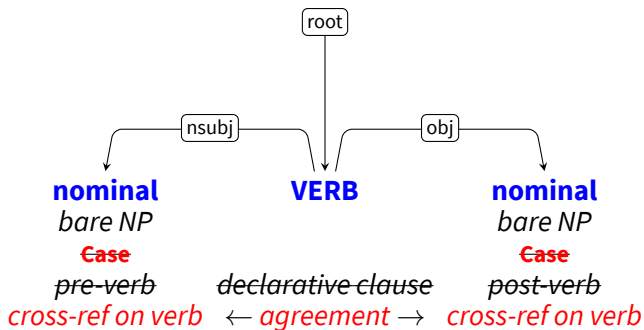 root
nsubj obj
nominal VERB nominal
bare NP bare NP
Case Case
pre-verb declarative clause post-verb
cross-ref on verb ← agreement → cross-ref on verb